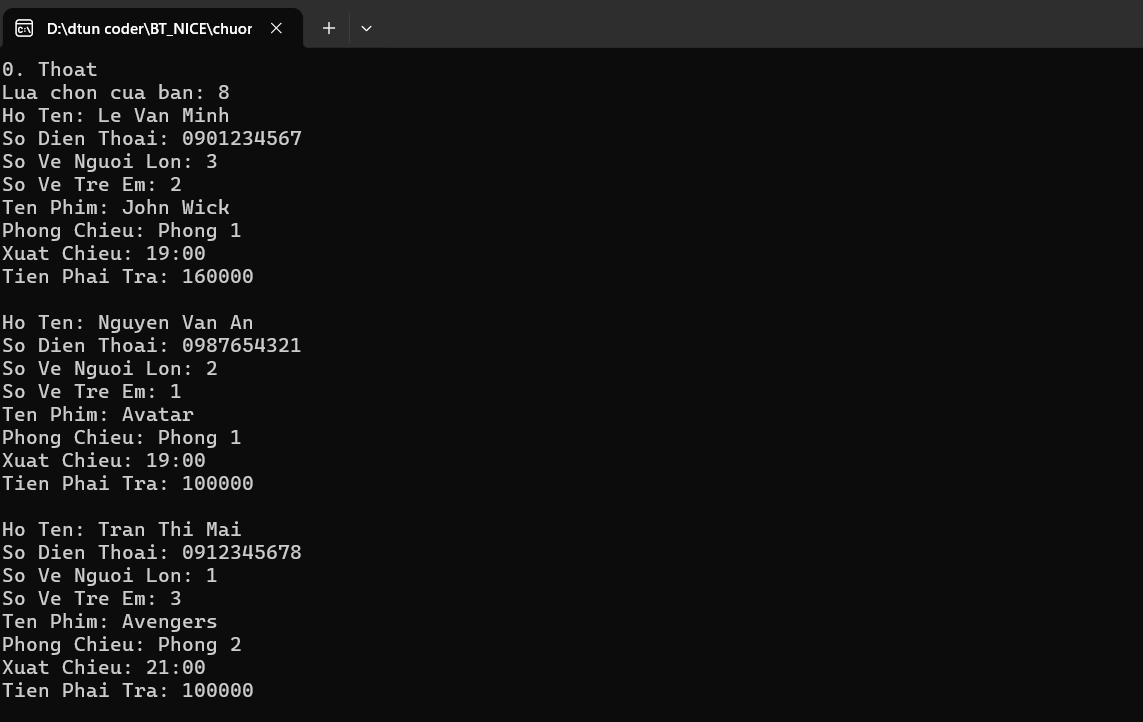 D:\dtun coder\BT_NICE\chuor
0. Thoat
Lua chon cua ban: 8
Ho Ten: Le Van Minh
So Dien Thoai: 0901234567
So Ve Nguoi Lon: 3
So Ve Tre Em: 2
Ten Phim: John Wick
Phong Chieu: Phong 1
Xuat Chieu: 19:00
Tien Phai Tra: 160000

Ho Ten: Nguyen Van An
So Dien Thoai: 0987654321
So Ve Nguoi Lon: 2
So Ve Tre Em: 1
Ten Phim: Avatar
Phong Chieu: Phong 1
Xuat Chieu: 19:00
Tien Phai Tra: 100000

Ho Ten: Tran Thi Mai
So Dien Thoai: 0912345678
So Ve Nguoi Lon: 1
So Ve Tre Em: 3
Ten Phim: Avengers
Phong Chieu: Phong 2
Xuat Chieu: 21:00
Tien Phai Tra: 100000